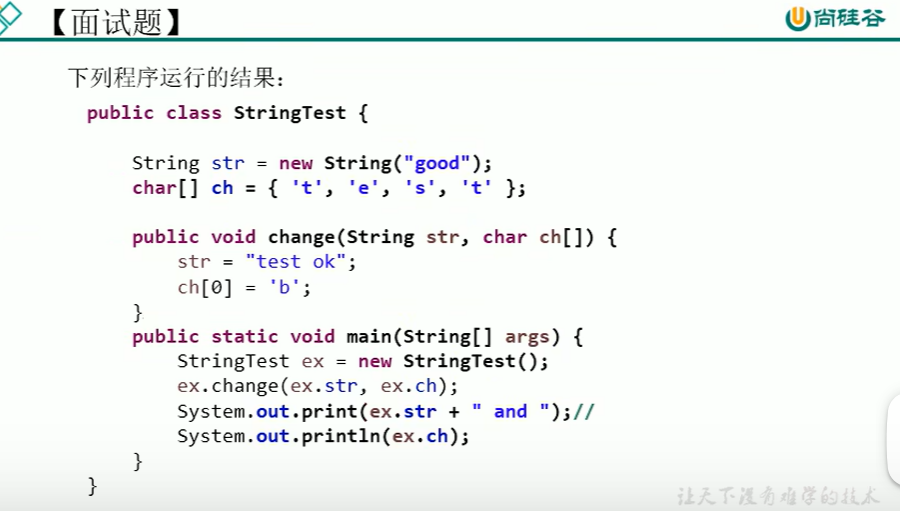 【面试题】
尚硅谷
下列程序运行的结果：
public class StringTest {
String str = new String("good");
char[] ch = { 't', 'e', 's', 't' };
public void change(String str, char ch[]) {
str = "test ok";
ch[0] = 'b';
}
public static void main(String[] args) {
StringTest ex = new StringTest();
ex.change(ex.str, ex.ch);
System.out.print(ex.str + " and ");//
System.out.println(ex.ch);
}
}
让天下没有难学的技术